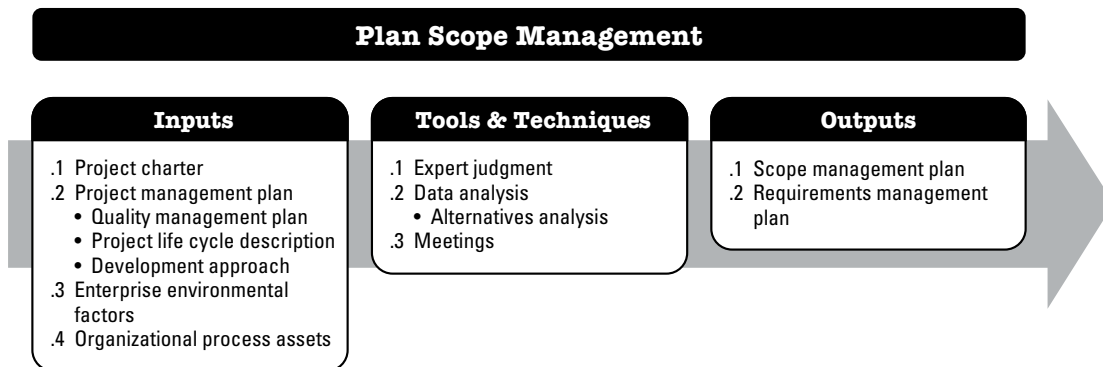 Plan Scope Management
Inputs
.1 Project charter
.2 Project management plan
• Quality management plan
• Project life cycle description
• Development approach
.3 Enterprise environmental
factors
.4 Organizational process assets
Tools & Techniques
.1 Expert judgment
.2 Data analysis
• Alternatives analysis
.3 Meetings
Outputs
.1 Scope management plan
.2 Requirements management
plan